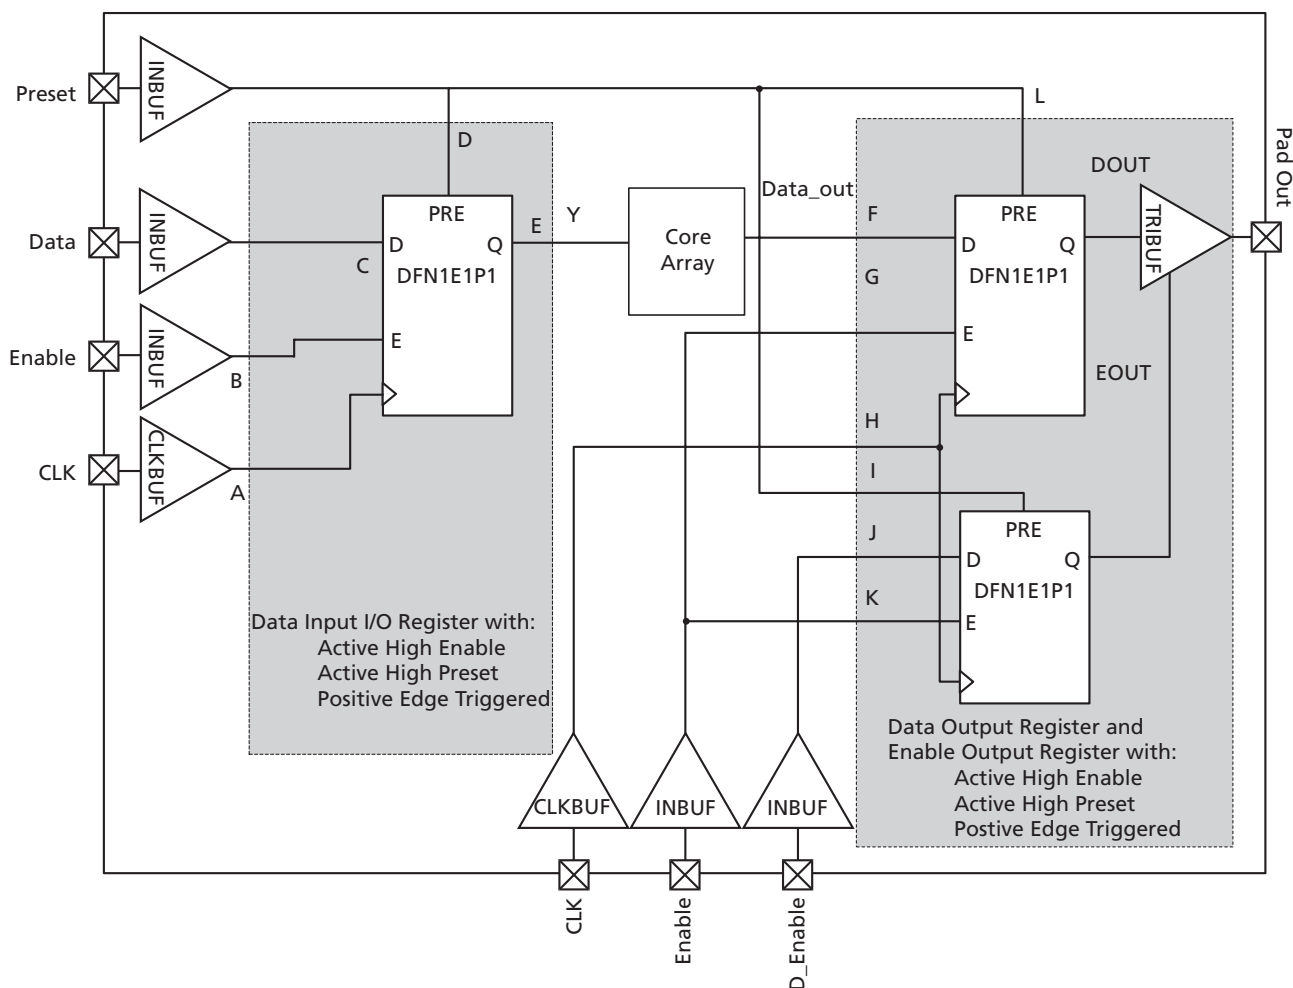 Preset
INBUF
L
D
Pad Out
DOUT
Data_out
PRE
Y
E
F
PRE
TRIBUF
Data
INBUF
D
Q
Core
Array
D
Q
C
DFN1E1P1
G
DFN1E1P1
Enable
INBUF
E
E
B
EOUT
H
CLK
CLKBUF
A
I
PRE
J
D
Q
DFN1E1P1
K
E
Data Input I/O Register with:
Active High Enable
Active High Preset
Positive Edge Triggered
Data Output Register and
Enable Output Register with:
Active High Enable
Active High Preset
Postive Edge Triggered
CLKBUF
INBUF
INBUF
CLK
Enable
D_Enable